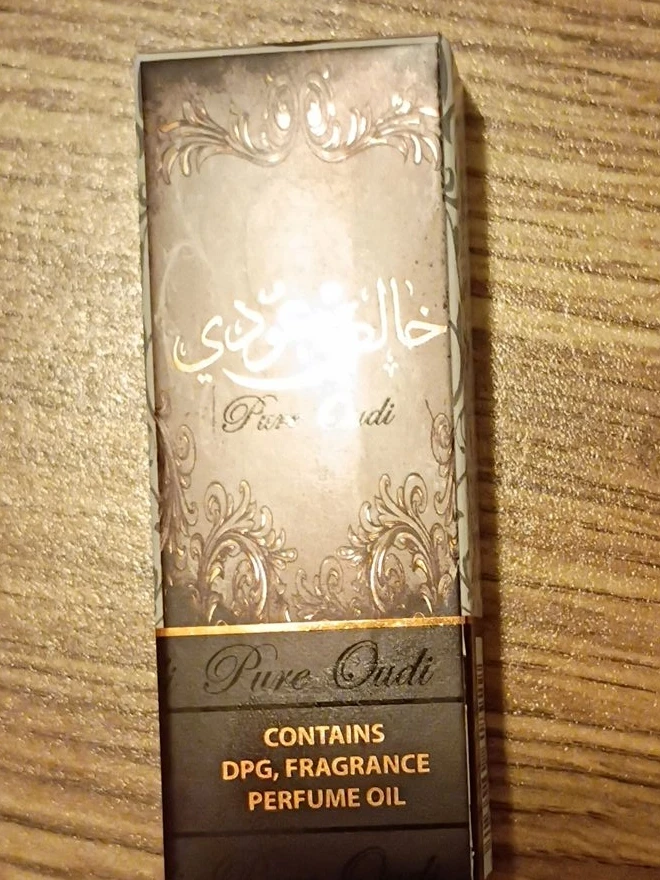 خالص عودي
Pure Oudi
Pure Oudi
CONTAINS
DPG, FRAGRANCE
PERFUME OIL